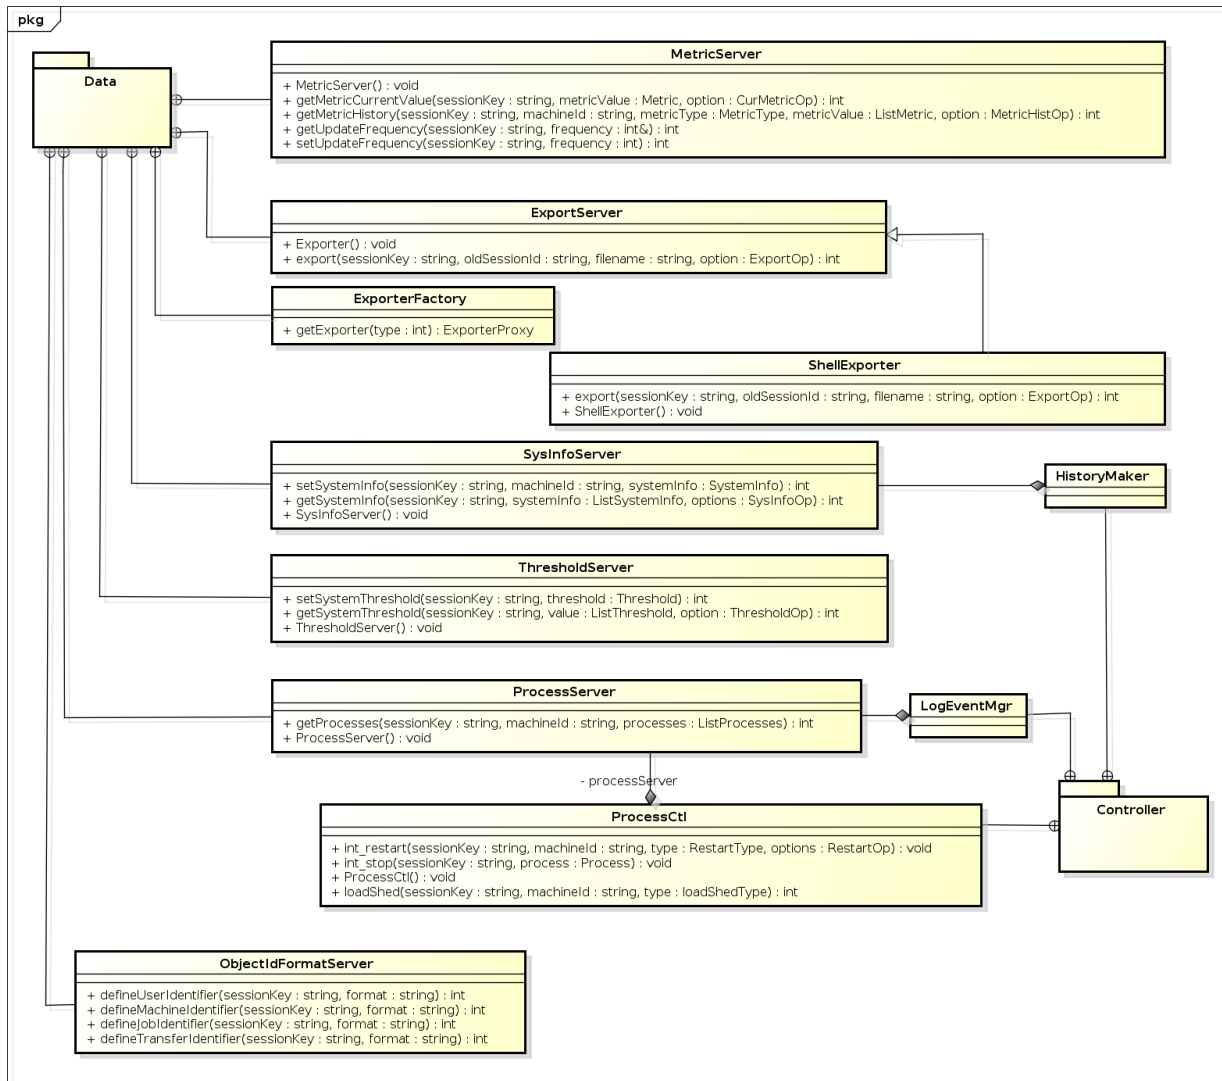 pkg
Data
MetricServer
+ MetricServer() : void
+ getMetricCurrentValue(sessionKey : string, metricValue : Metric, option : CurMetricOp) : int
+ getMetricHistory(sessionKey : string, machineId : string, metricType : MetricType, metricValue : ListMetric, option : MetricHistOp) : int
+ getUpdateFrequency(sessionKey : string, frequency : int&) : int
+ setUpdateFrequency(sessionKey : string, frequency : int) : int
ExportServer
+ Exporter() : void
+ export(sessionKey : string, oldSessionId : string, filename : string, option : ExportOp) : int
ExporterFactory
+ getExporter(type : int) : ExporterProxy
ShellExporter
+ export(sessionKey : string, oldSessionId : string, filename : string, option : ExportOp) : int
+ ShellExporter() : void
SysInfoServer
+ setSystemInfo(sessionKey : string, machineId : string, systemInfo : SystemInfo) : int
+ getSystemInfo(sessionKey : string, systemInfo : ListSystemInfo, options : SysInfoOp) : int
+ SysInfoServer() : void
HistoryMaker
ThresholdServer
+ setSystemThreshold(sessionKey : string, threshold : Threshold) : int
+ getSystemThreshold(sessionKey : string, value : ListThreshold, option : ThresholdOp) : int
+ ThresholdServer() : void
ProcessServer
+ getProcesses(sessionKey : string, machineId : string, processes : ListProcesses) : int
+ ProcessServer() : void
LogEventMgr
- processServer
ProcessCtl
+ int_restart(sessionKey : string, machineId : string, type : RestartType, options : RestartOp) : void
+ int_stop(sessionKey : string, process : Process) : void
+ ProcessCtl() : void
+ loadShed(sessionKey : string, machineId : string, type : loadShedType) : int
Controller
ObjectIdFormatServer
+ defineUserIdentifier(sessionKey : string, format : string) : int
+ defineMachineIdentifier(sessionKey : string, format : string) : int
+ defineJobIdentifier(sessionKey : string, format : string) : int
+ defineTransferIdentifier(sessionKey : string, format : string) : int